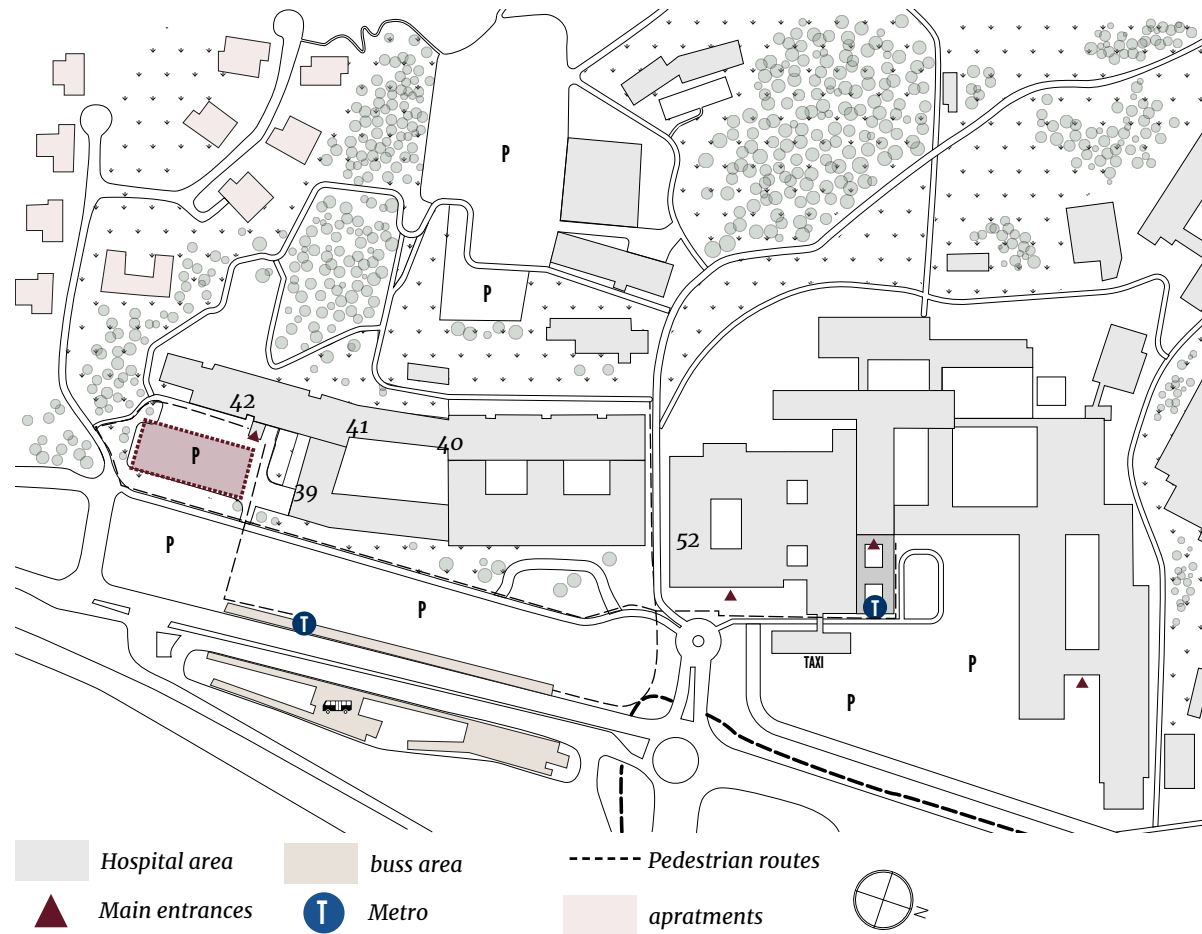 P
P
42
41
40
P
39
52
P
P
T
T
TAXI
P
P
Hospital area
buss area
Pedestrian routes
Main entrances
T
Metro
apratments
N